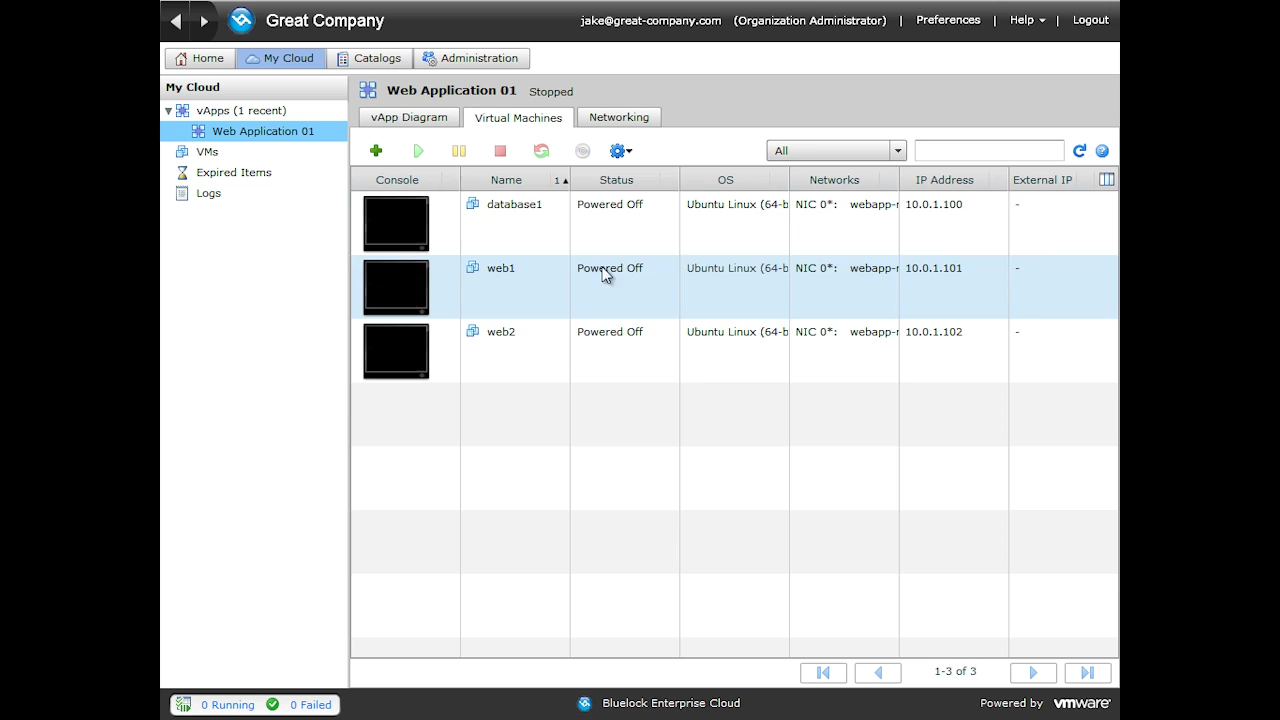 Great Company
jake@great-company.com (Organization Administrator) | Preferences | Help | Logout
Home My Cloud Catalogs Administration
My Cloud
vApps (1 recent)
Web Application 01
VMs
Expired Items
Logs
Web Application 01 Stopped
vApp Diagram Virtual Machines Networking
All
Console Name 1 Status OS Networks IP Address External IP
database1 Powered Off Ubuntu Linux (64-b NIC 0*: webapp-r 10.0.1.100 -
web1 Powered Off Ubuntu Linux (64-b NIC 0*: webapp-r 10.0.1.101 -
web2 Powered Off Ubuntu Linux (64-b NIC 0*: webapp-r 10.0.1.102 -
1-3 of 3
0 Running 0 Failed
Bluelock Enterprise Cloud
Powered by vmware